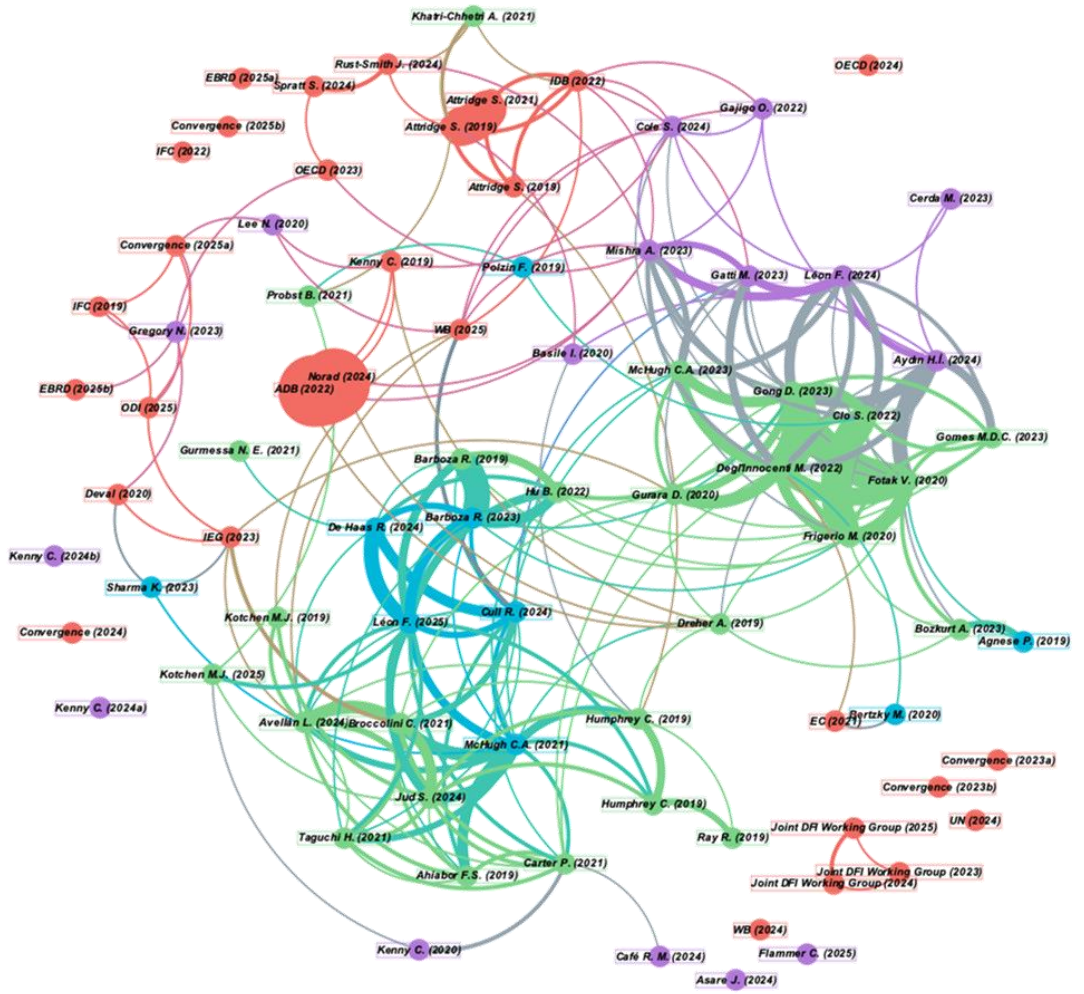 Khatri-Chhetri A. (2021)
Rust-Smith J. (2024)
OECD (2024)
EBRD (2025a)
Spratt S. (2024)
IDB (2022)
Attridge S. (2021)
Gajigo O. (2022)
Convergence (2025b)
Attridge S. (2019)
Cole S. (2024)
IFC (2022)
OECD (2023)
Attridge S. (2019)
Cerda M. (2023)
Lee N. (2020)
Convergence (2025a)
Mishra A. (2023)
Kenny C. (2019)
Polzin F. (2019)
Gatti M. (2023)
Léon F. (2024)
Probst B. (2021)
IFC (2019)
Gregory N. (2023)
WB (2025)
Basile I. (2020)
Aydın H.İ. (2024)
McHugh C.A. (2023)
Norad (2024)
ADB (2022)
EBRD (2025b)
Gong D. (2023)
ODI (2025)
Clo S. (2022)
Gomes M.D.C. (2023)
Gurmessa N. E. (2021)
Barboza R. (2019)
Degl'Innocenti M. (2022)
Fotak V. (2020)
Deval (2020)
Hu B. (2022)
Gurara D. (2020)
Barboza R. (2023)
De Haas R. (2024)
IEG (2023)
Frigerio M. (2020)
Kenny C. (2024b)
Sharma K. (2023)
Kotchen M.J. (2019)
Léon F. (2025)
Cull R. (2024)
Dreher A. (2019)
Bozkurt A. (2023)
Convergence (2024)
Agnese P. (2019)
Kotchen M.J. (2025)
Kenny C. (2024a)
Avellán L. (2024)
Broccolini C. (2021)
Humphrey C. (2019)
EC (2021)
Bertzky M. (2020)
McHugh C.A. (2021)
Convergence (2023a)
Convergence (2023b)
Jud S. (2024)
Humphrey C. (2019)
UN (2024)
Joint DFI Working Group (2025)
Taguchi H. (2021)
Ray R. (2019)
Carter P. (2021)
Ahiabor F.S. (2019)
Joint DFI Working Group (2023)
Joint DFI Working Group (2024)
WB (2024)
Kenny C. (2020)
Café R. M. (2024)
Flammer C. (2025)
Asare J. (2024)